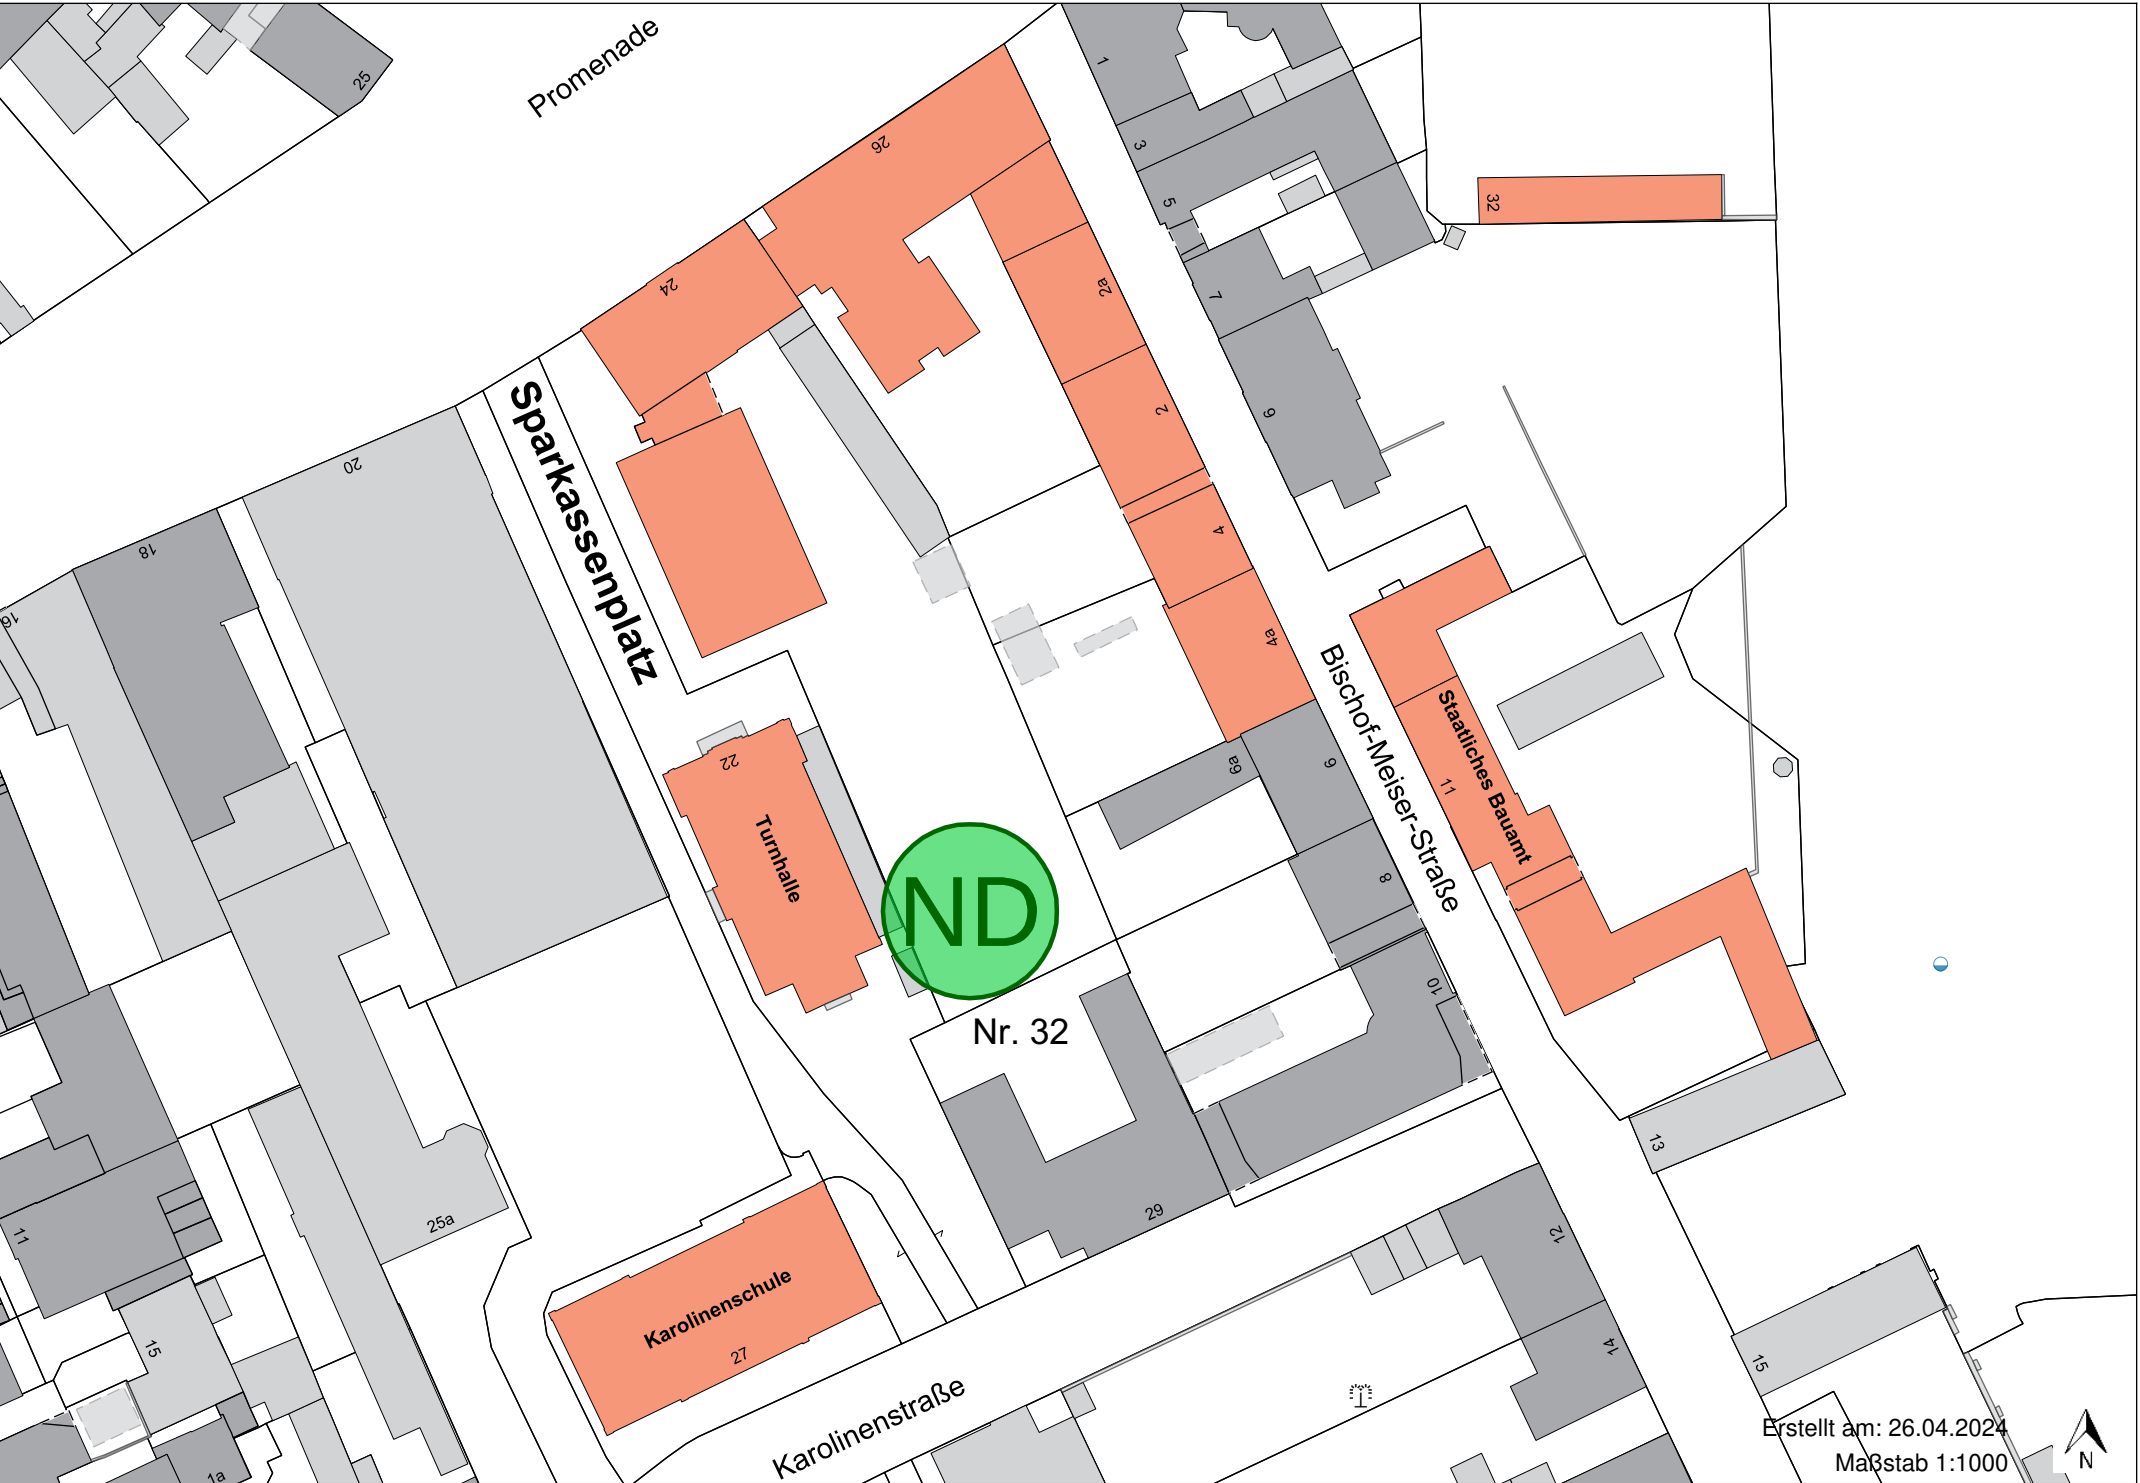 Promenade
25
1
3
5
7
9
26
24
2a
2
4
4a
32
20
18
16
Sparkassenplatz
22
Turnhalle
ND
Nr. 32
6a
6
8
10
Bischof-Meiser-Straße
11
Staatliches Bauamt
13
29
12
14
15
25a
11
15
1a
Karolinenschule
27
Karolinenstraße
Erstellt am: 26.04.2024
Maßstab 1:1000
N